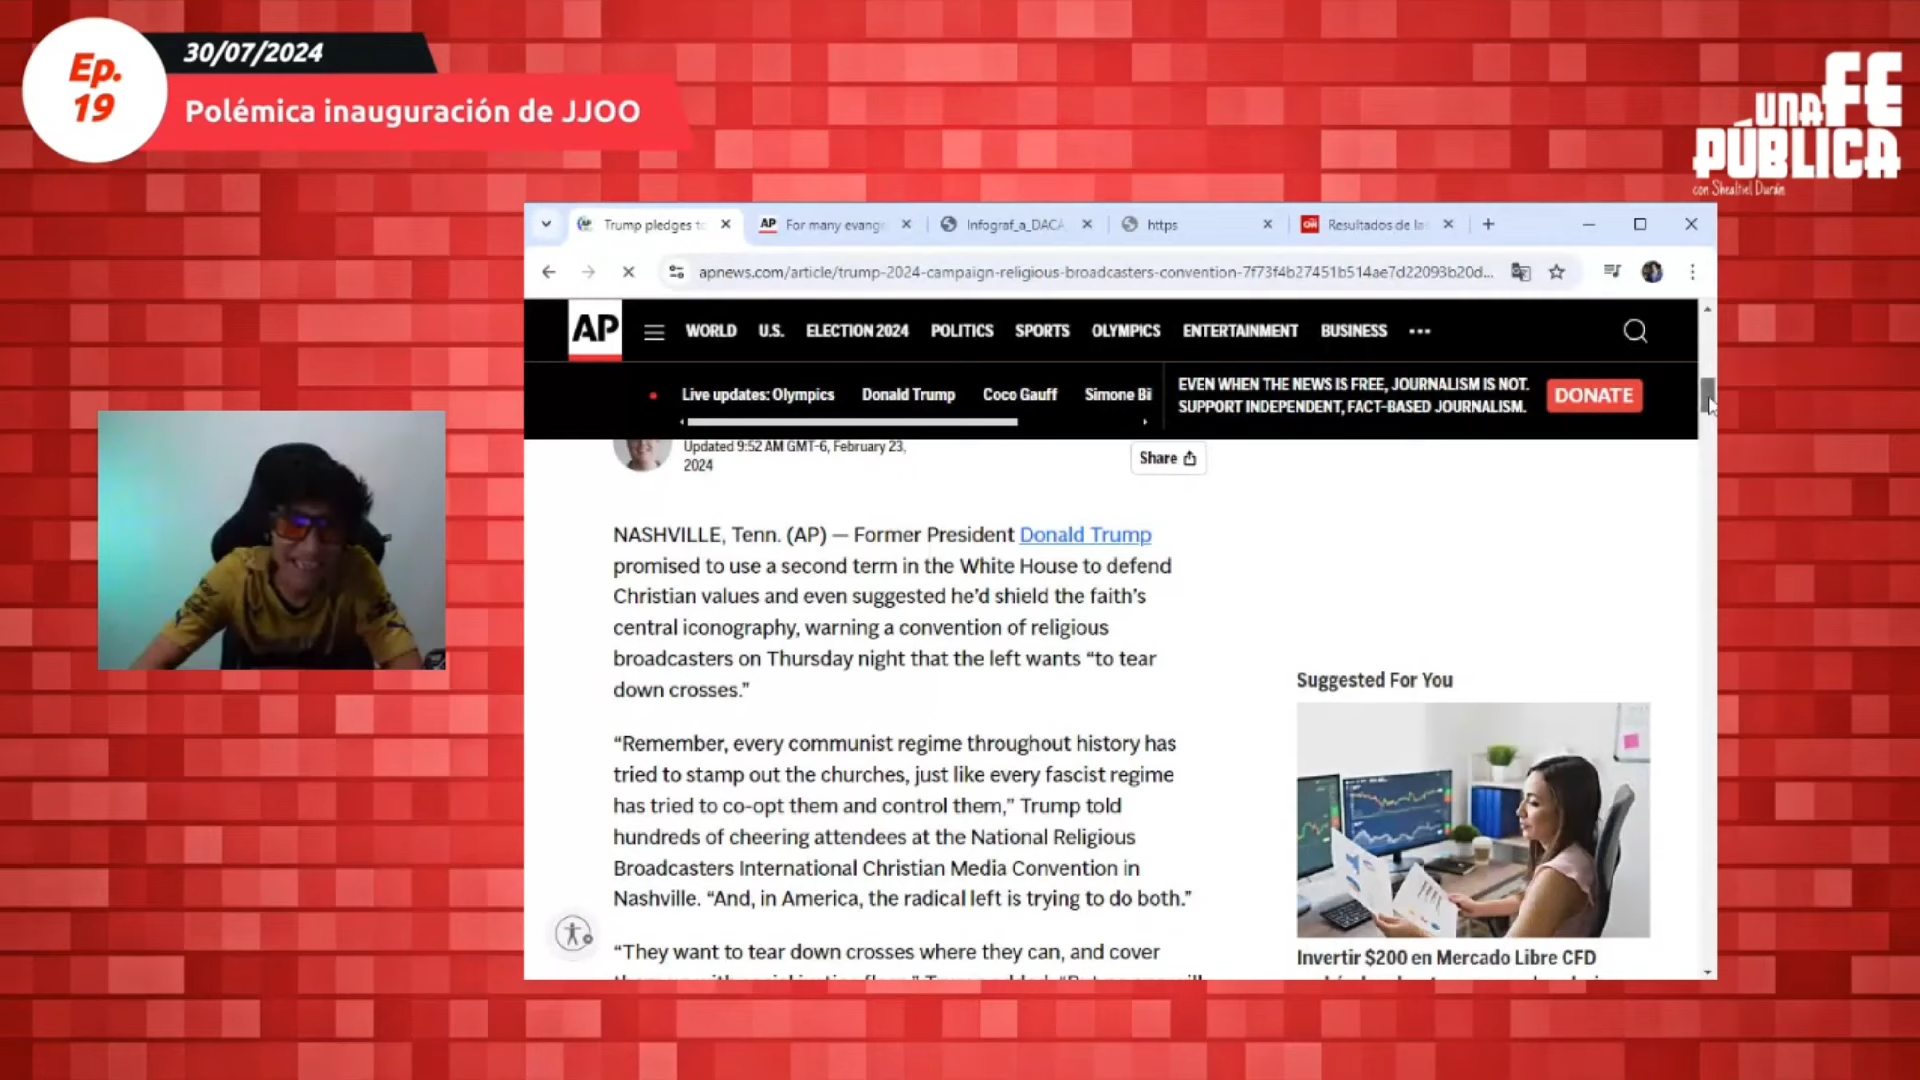 Ep.
19
30/07/2024
Polémica inauguración de JJOO
UNA FE
PÚBLICA
con Shealtiel Durán
Trump pledges to
For many evang
Infograf_a_DACA
https
Resultados de la
apnews.com/article/trump-2024-campaign-religious-broadcasters-convention-7f73f4b27451b514ae7d22093b20d...
AP
WORLD U.S. ELECTION 2024 POLITICS SPORTS OLYMPICS ENTERTAINMENT BUSINESS
Live updates: Olympics Donald Trump Coco Gauff Simone Bi
EVEN WHEN THE NEWS IS FREE, JOURNALISM IS NOT.
SUPPORT INDEPENDENT, FACT-BASED JOURNALISM.
DONATE
Updated 9:52 AM GMT-6, February 23,
2024
Share
NASHVILLE, Tenn. (AP) — Former President Donald Trump
promised to use a second term in the White House to defend
Christian values and even suggested he’d shield the faith’s
central iconography, warning a convention of religious
broadcasters on Thursday night that the left wants “to tear
down crosses.”
“Remember, every communist regime throughout history has
tried to stamp out the churches, just like every fascist regime
has tried to co-opt them and control them,” Trump told
hundreds of cheering attendees at the National Religious
Broadcasters International Christian Media Convention in
Nashville. “And, in America, the radical left is trying to do both.”
“They want to tear down crosses where they can, and cover
Suggested For You
Invertir $200 en Mercado Libre CFD